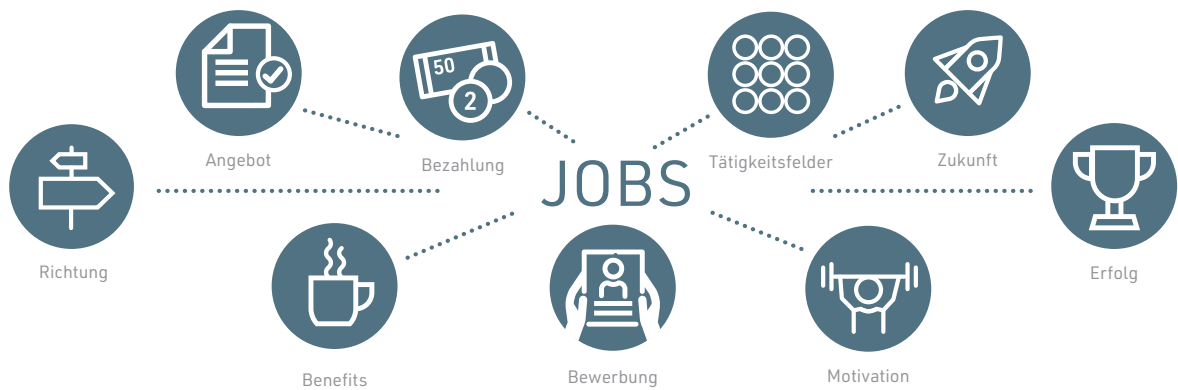 50
2
Angebot
Bezahlung
JOBS
Tätigkeitsfelder
Zukunft
Richtung
Erfolg
Benefits
Bewerbung
Motivation